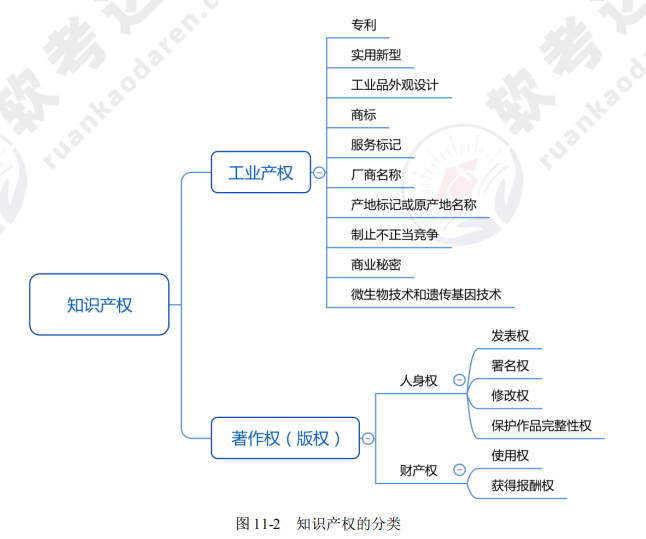 专利
实用新型
工业品外观设计
商标
服务标记
工业产权
厂商名称
产地标记或原产地名称
制止不正当竞争
商业秘密
微生物技术和遗传基因技术
知识产权
发表权
署名权
人身权
修改权
保护作品完整性权
著作权（版权）
使用权
财产权
获得报酬权
图 11-2 知识产权的分类
软考达人
ruankaodaren.com